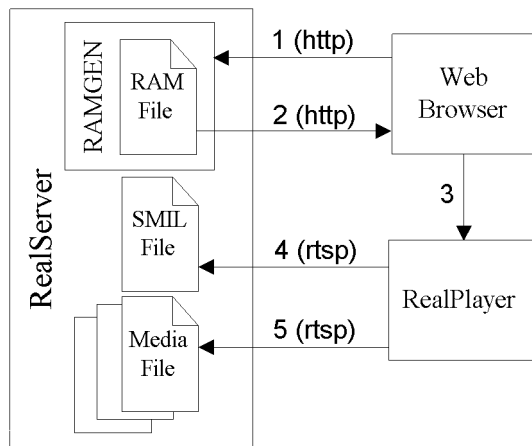 RealServer
RAMGEN
RAM
File
1 (http)
2 (http)
Web
Browser
3
SMIL
File
4 (rtsp)
RealPlayer
Media
File
5 (rtsp)